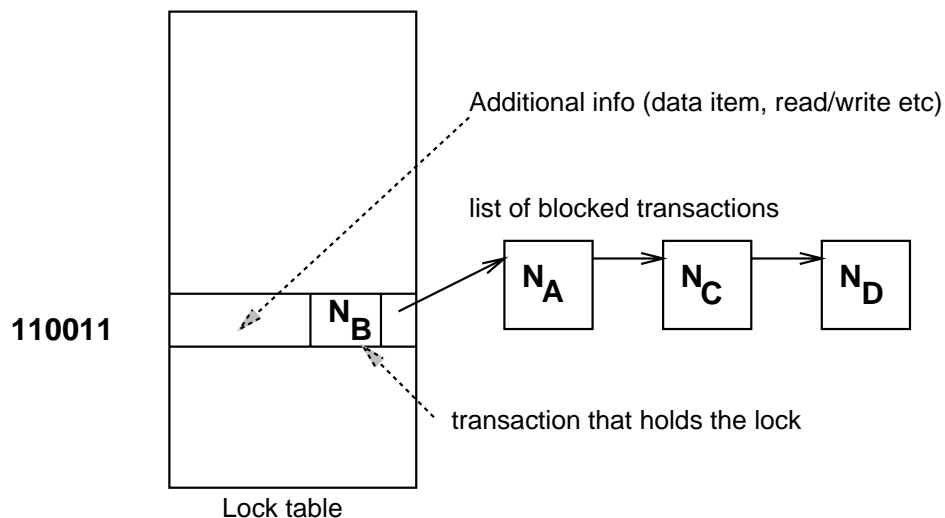 Additional info (data item, read/write etc)
list of blocked transactions
N_A N_C N_D
110011 N_B
transaction that holds the lock
Lock table